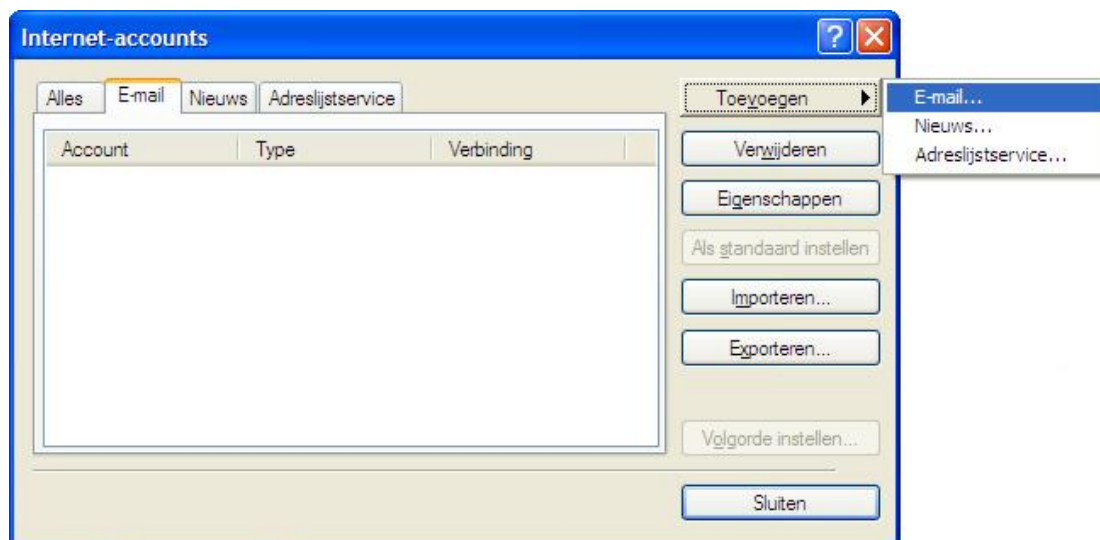 Internet-accounts
Alles E-mail Nieuws Adreslijstservice
Account Type Verbinding
Toevoegen
E-mail...
Nieuws...
Adreslijstservice...
Verwijderen
Eigenschappen
Als standaard instellen
Importeren...
Exporteren...
Volgorde instellen...
Sluiten